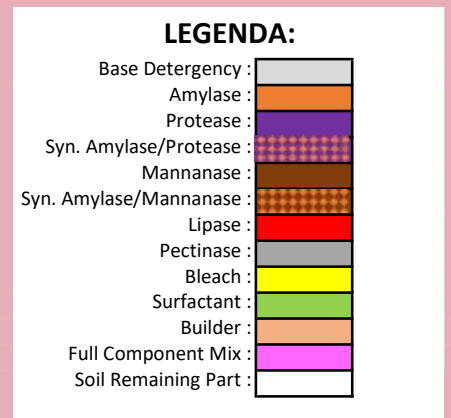 LEGENDA:
Base Detergency :
Amylase :
Protease :
Syn. Amylase/Protease :
Mannanase :
Syn. Amylase/Mannanase :
Lipase :
Pectinase :
Bleach :
Surfactant :
Builder :
Full Component Mix :
Soil Remaining Part :